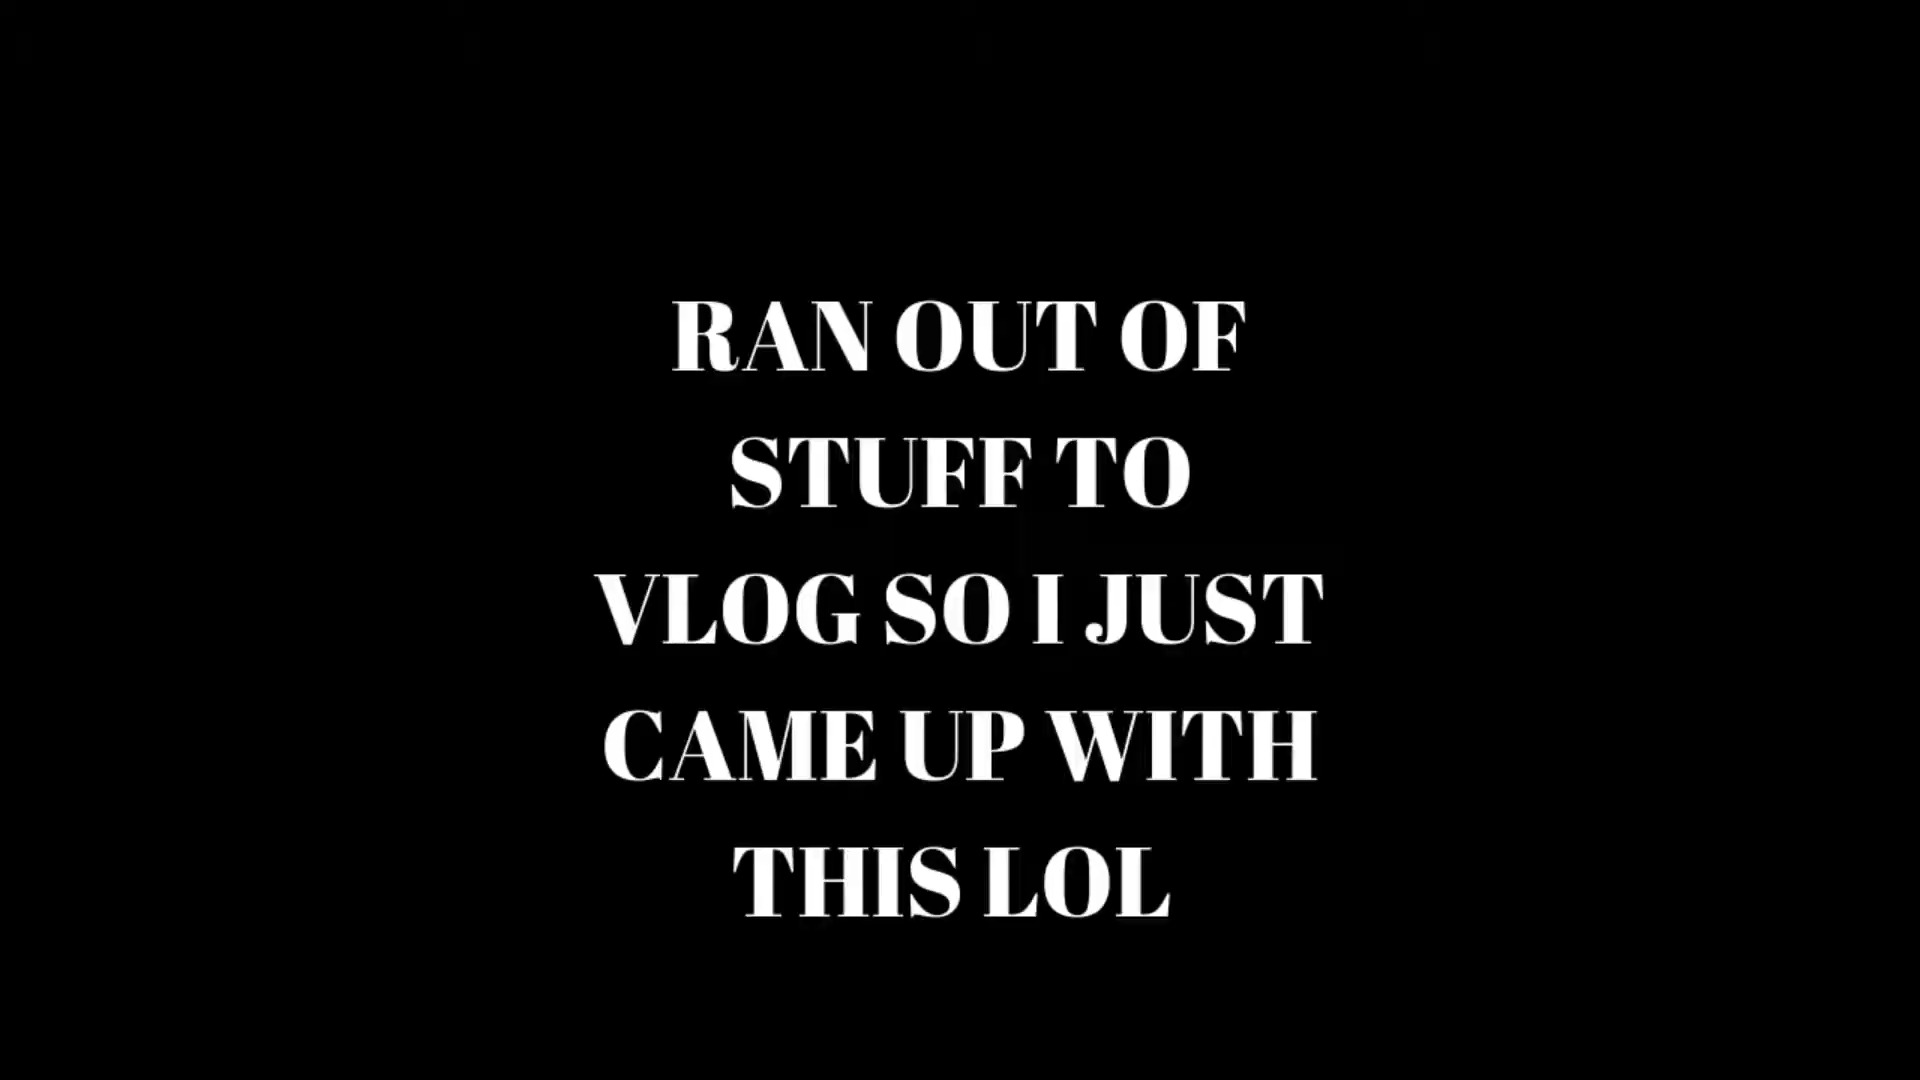 RAN OUT OF
STUFF TO
VLOG SO I JUST
CAME UP WITH
THIS LOL